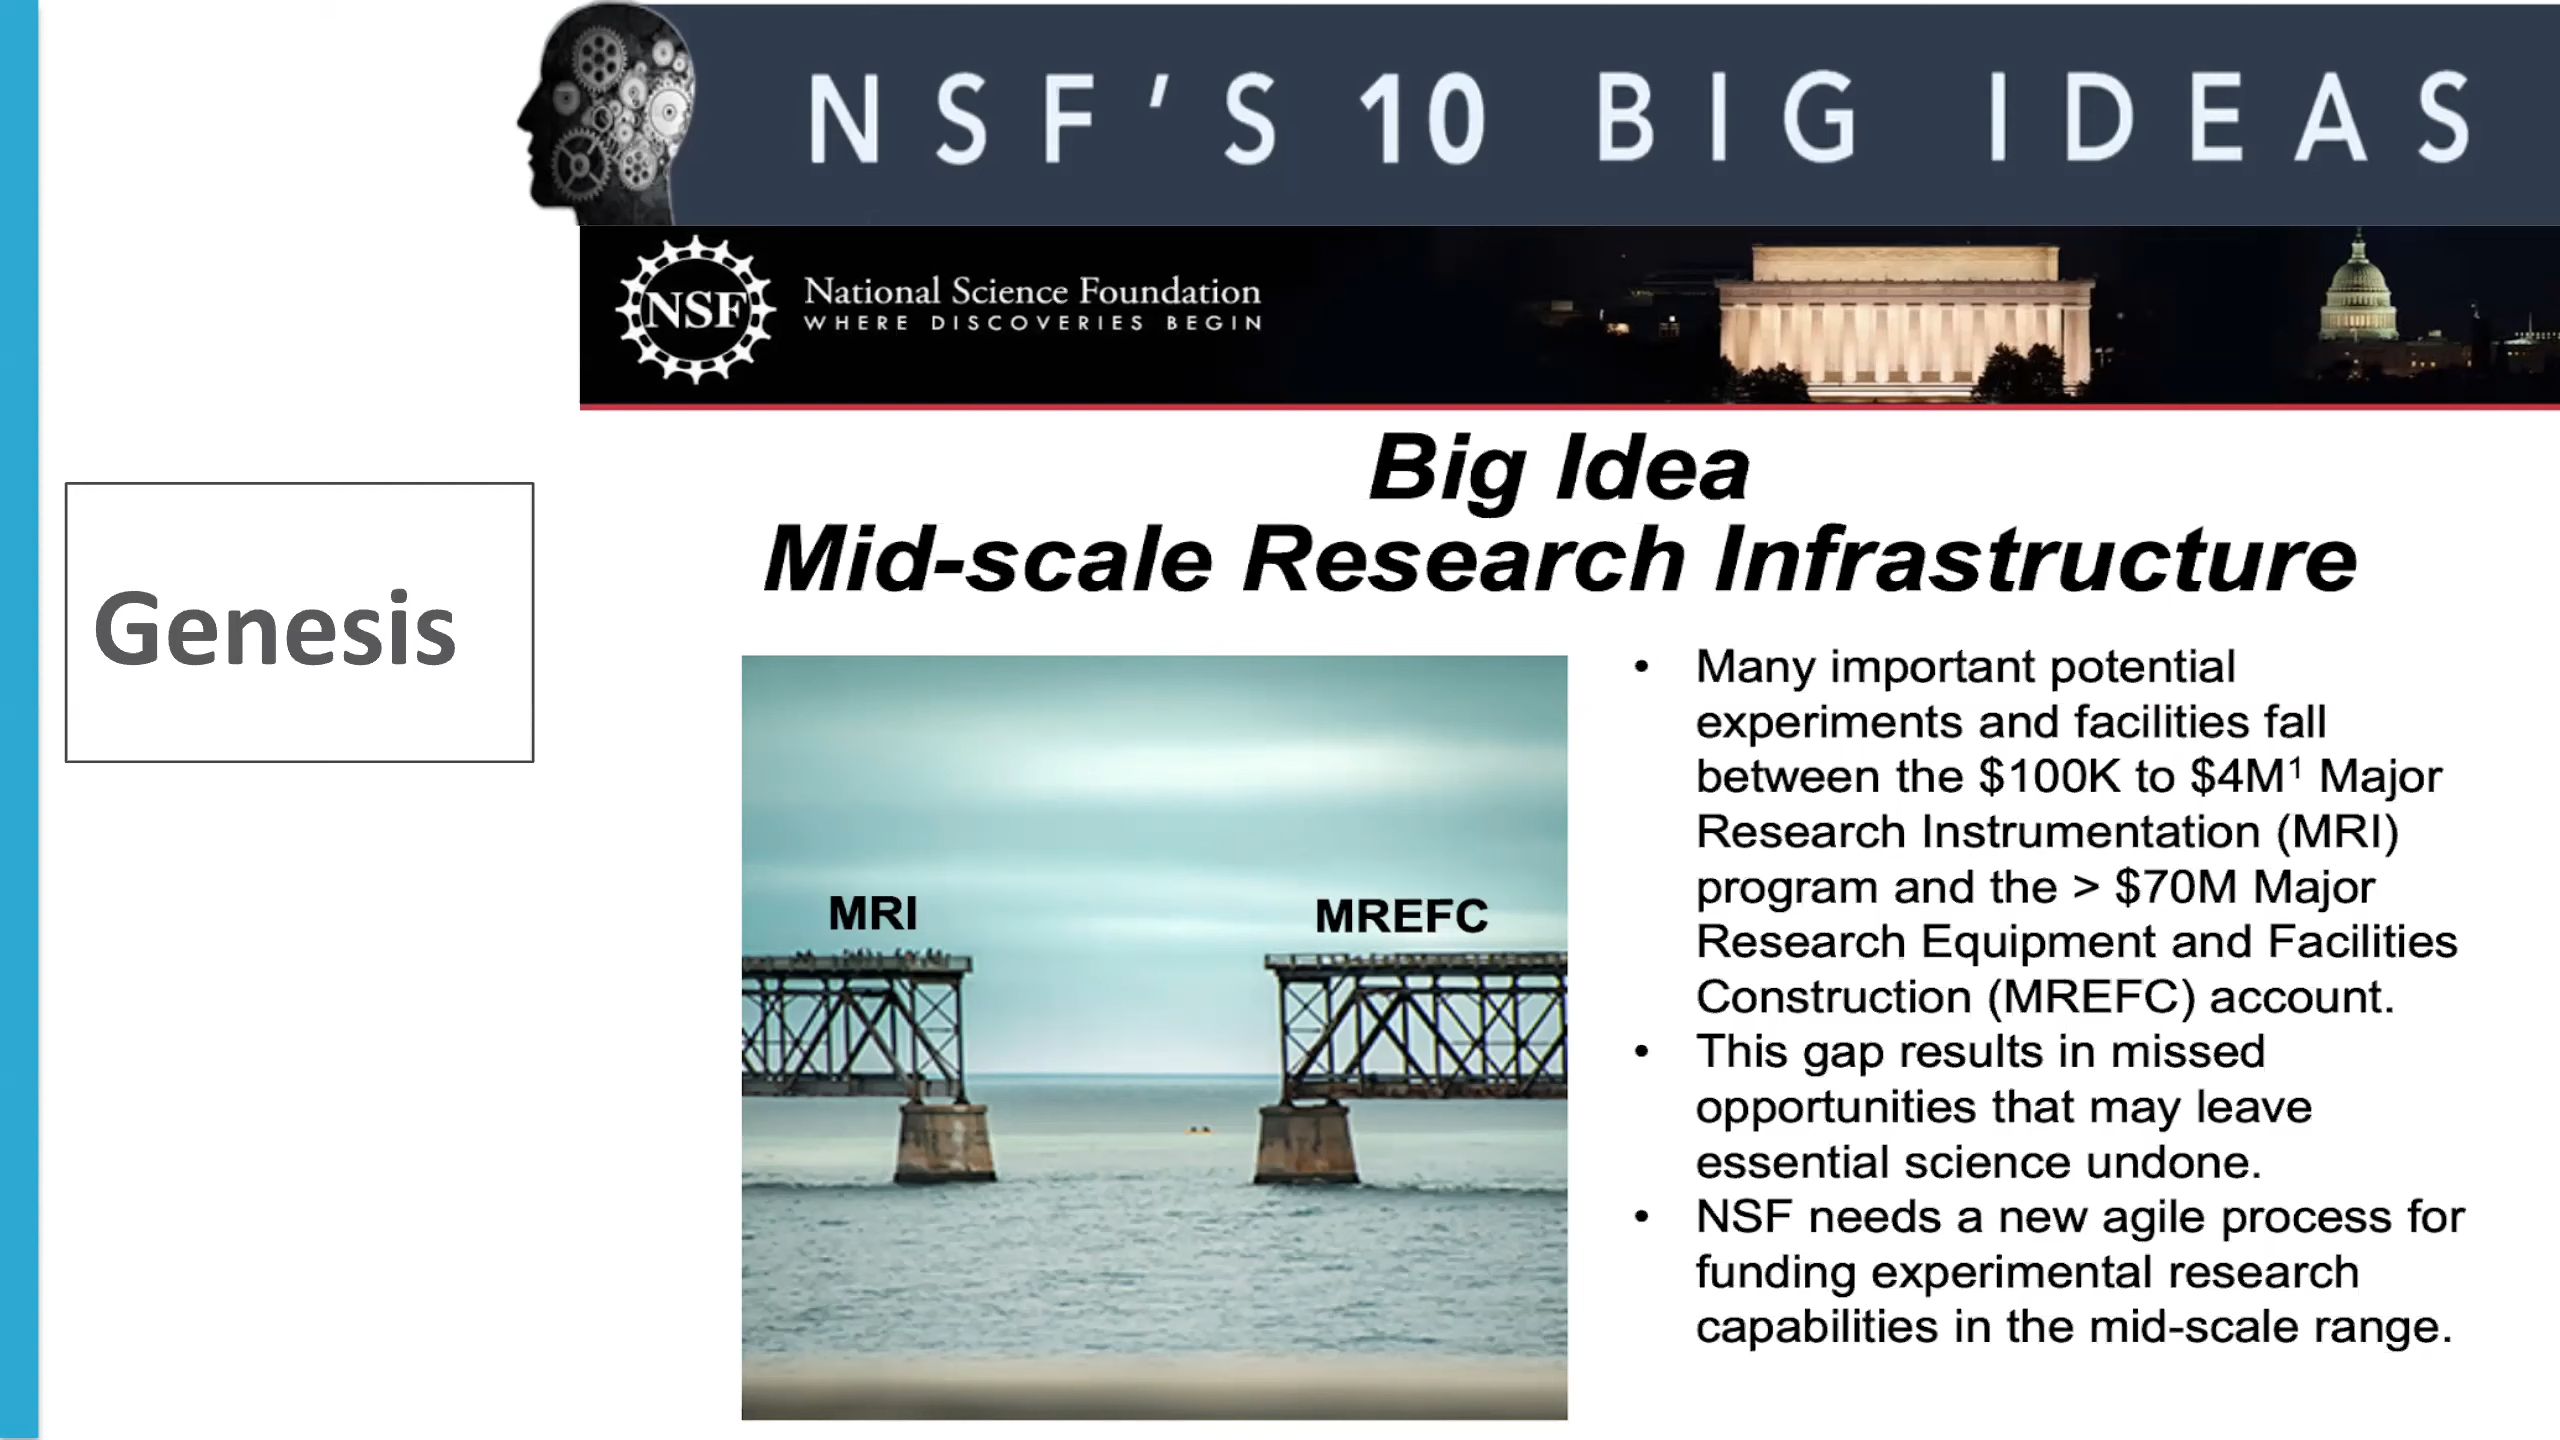 NSF'S 10 BIG IDEAS
NSF
National Science Foundation
WHERE DISCOVERIES BEGIN
Genesis
Big Idea
Mid-scale Research Infrastructure
MRI
MREFC
• Many important potential
experiments and facilities fall
between the $100K to $4M¹ Major
Research Instrumentation (MRI)
program and the > $70M Major
Research Equipment and Facilities
Construction (MREFC) account.
• This gap results in missed
opportunities that may leave
essential science undone.
• NSF needs a new agile process for
funding experimental research
capabilities in the mid-scale range.